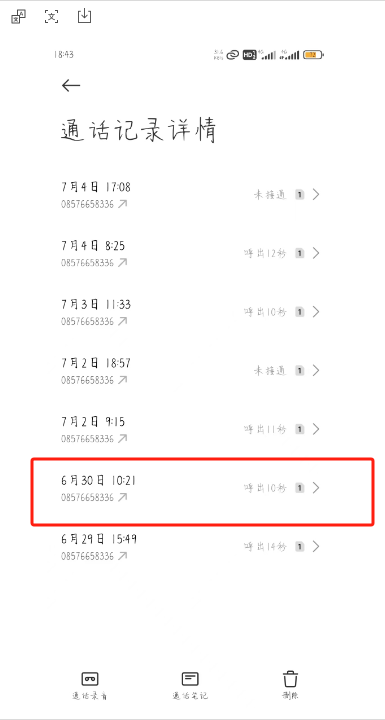 18:43
HD 4G 4G
通话记录详情
7月4日 17:08
未接通 1
08576658336
7月4日 8:25
呼出12秒 1
08576658336
7月3日 11:33
呼出10秒 1
08576658336
7月2日 18:57
未接通 1
08576658336
7月2日 9:15
呼出11秒 1
08576658336
6月30日 10:21
呼出10秒 1
08576658336
6月29日 15:49
呼出14秒 1
08576658336
通话录音 通话笔记 删除